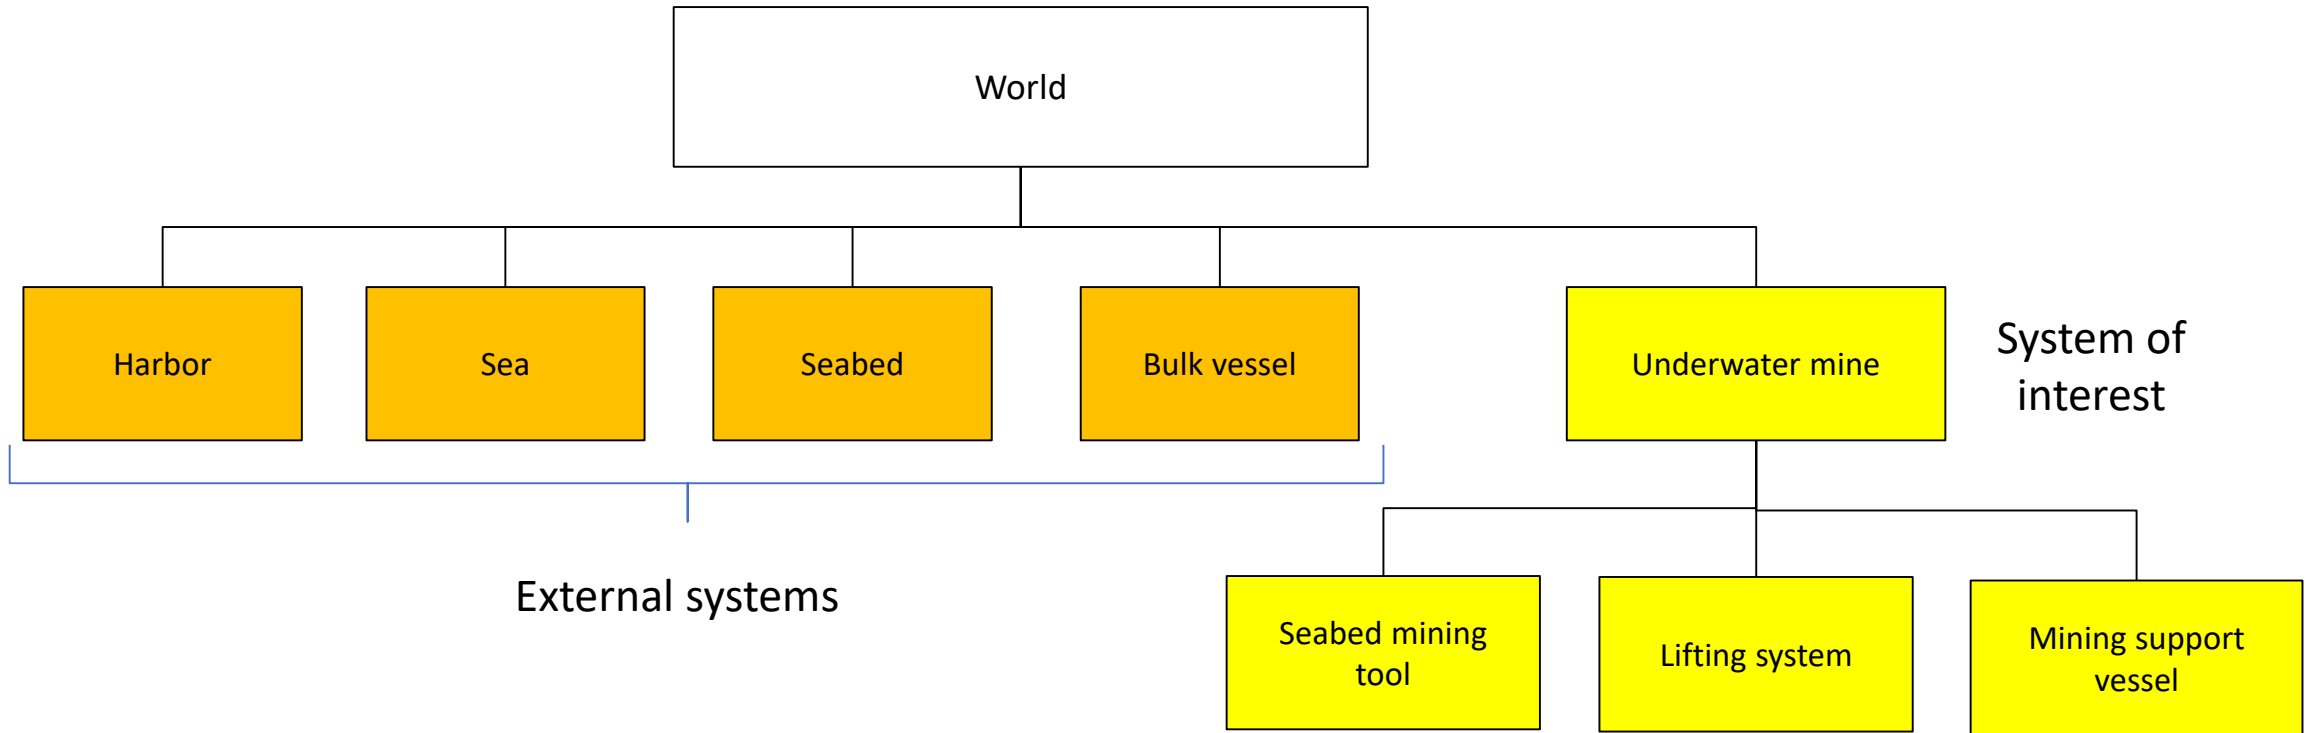 World
Harbor
Sea
Seabed
Bulk vessel
Underwater mine
System of
interest
External systems
Seabed mining
tool
Lifting system
Mining support
vessel